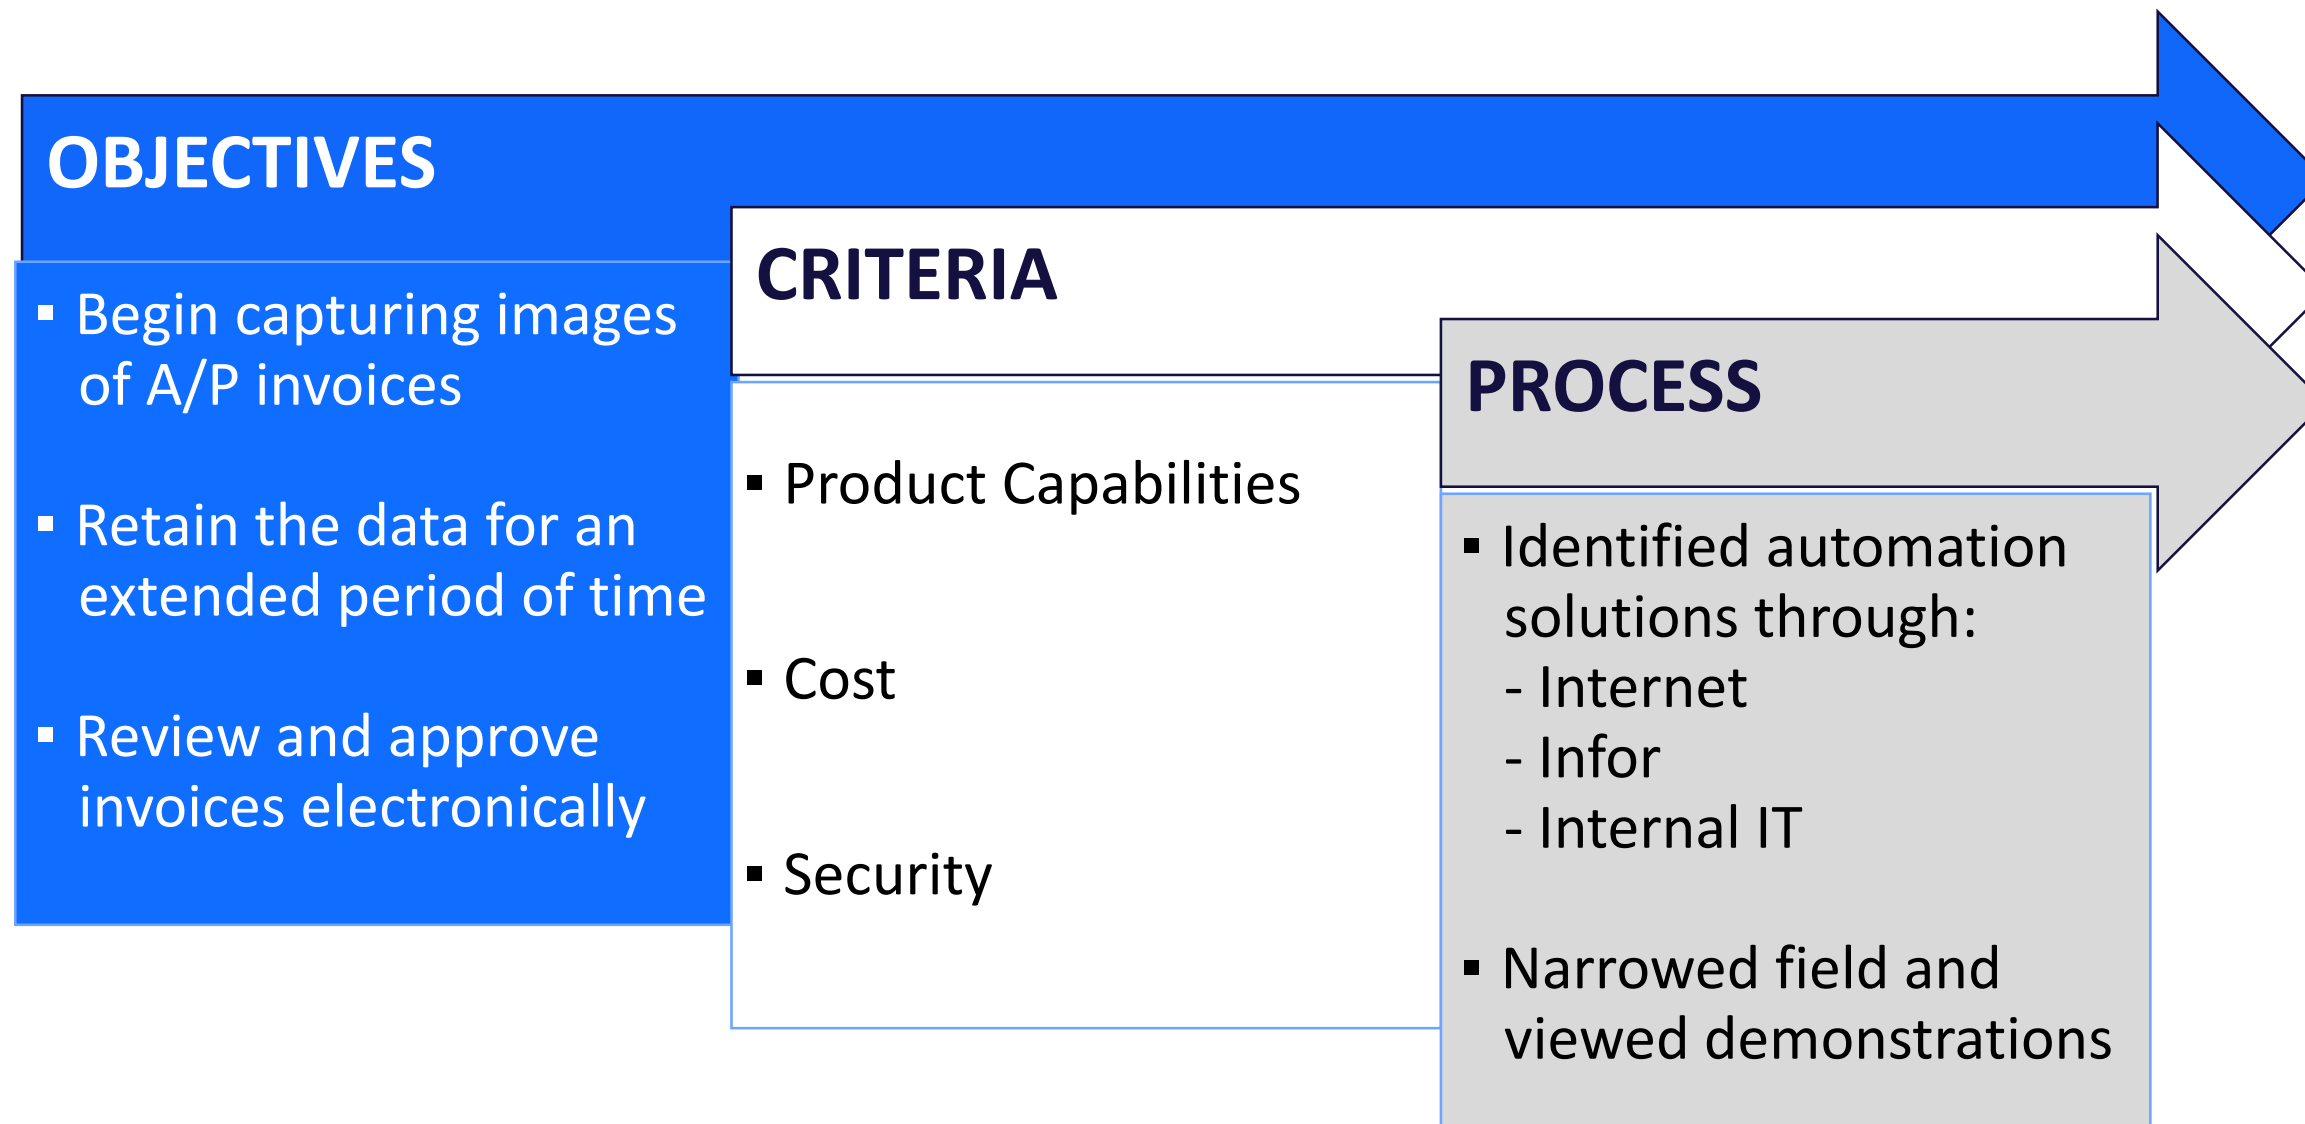 OBJECTIVES
▪ Begin capturing images
of A/P invoices
▪ Retain the data for an
extended period of time
▪ Review and approve
invoices electronically
CRITERIA
▪ Product Capabilities
▪ Cost
▪ Security
PROCESS
▪ Identified automation
solutions through:
- Internet
- Infor
- Internal IT
▪ Narrowed field and
viewed demonstrations